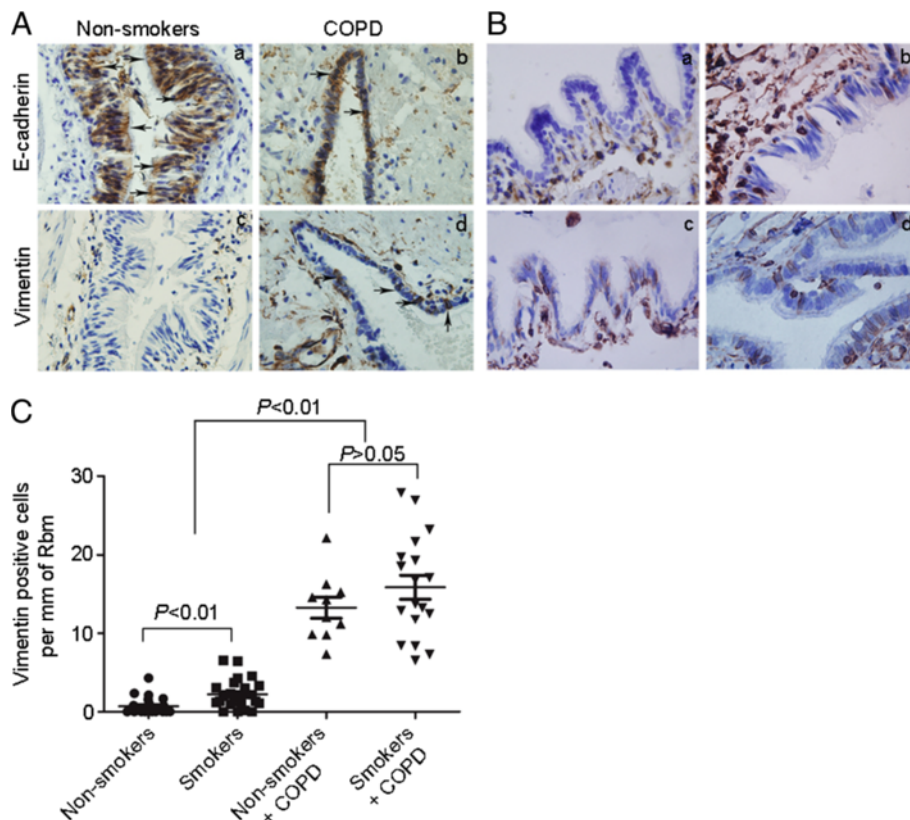 A
Non-smokers
COPD
B
E-cadherin
a
b
a
b
Vimentin
c
d
c
d
C
P<0.01
P>0.05
P<0.01
Vimentin positive cells
per mm of Rbm
30
20
10
0
Non-smokers
Smokers
Non-smokers
+ COPD
Smokers
+ COPD